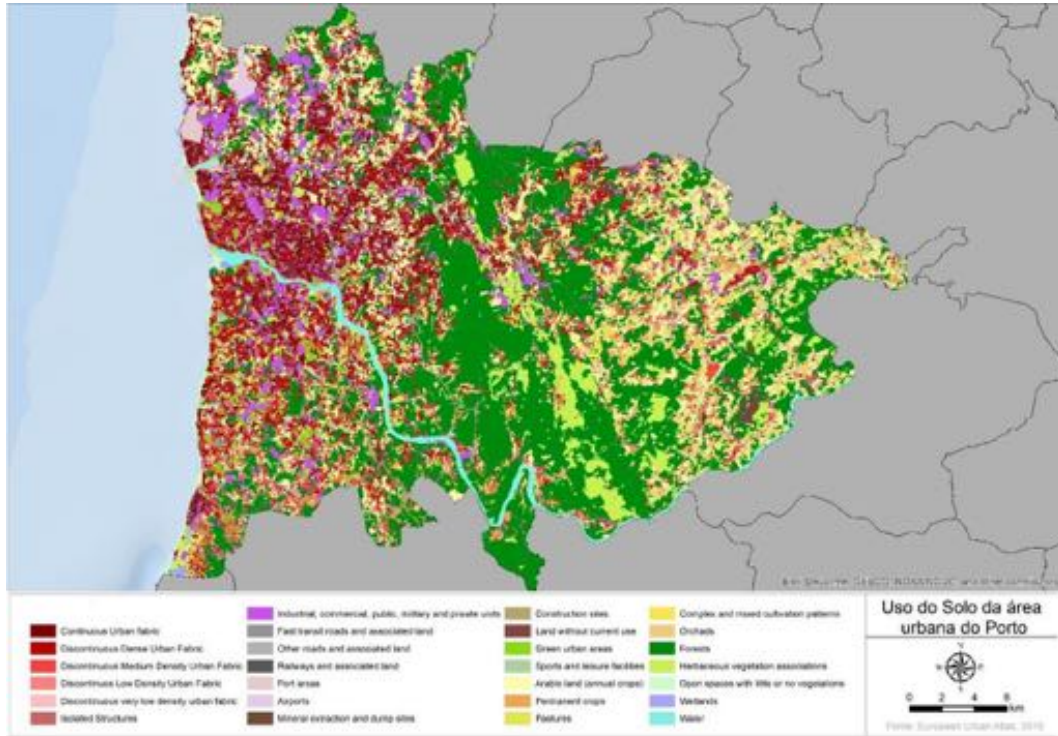 Uso do Solo da área
urbana do Porto
Continuous Urban fabric
Discontinuous Dense Urban Fabric
Discontinuous Medium Density Urban Fabric
Discontinuous Low Density Urban Fabric
Discontinuous very low density urban fabric
Isolated Structures
Industrial, commercial, public, military and private units
Fast transit roads and associated land
Other roads and associated land
Railways and associated land
Port areas
Airports
Mineral extraction and dump sites
Construction sites
Land without current use
Green urban areas
Sports and leisure facilities
Arable land (annual crops)
Permanent crops
Pastures
Complex and mixed cultivation patterns
Orchads
Forests
Herbaceous vegetation associations
Open spaces with little or no vegetations
Wetlands
Water
N
0 2 4 6
km
Fonte: European Urban Atlas,